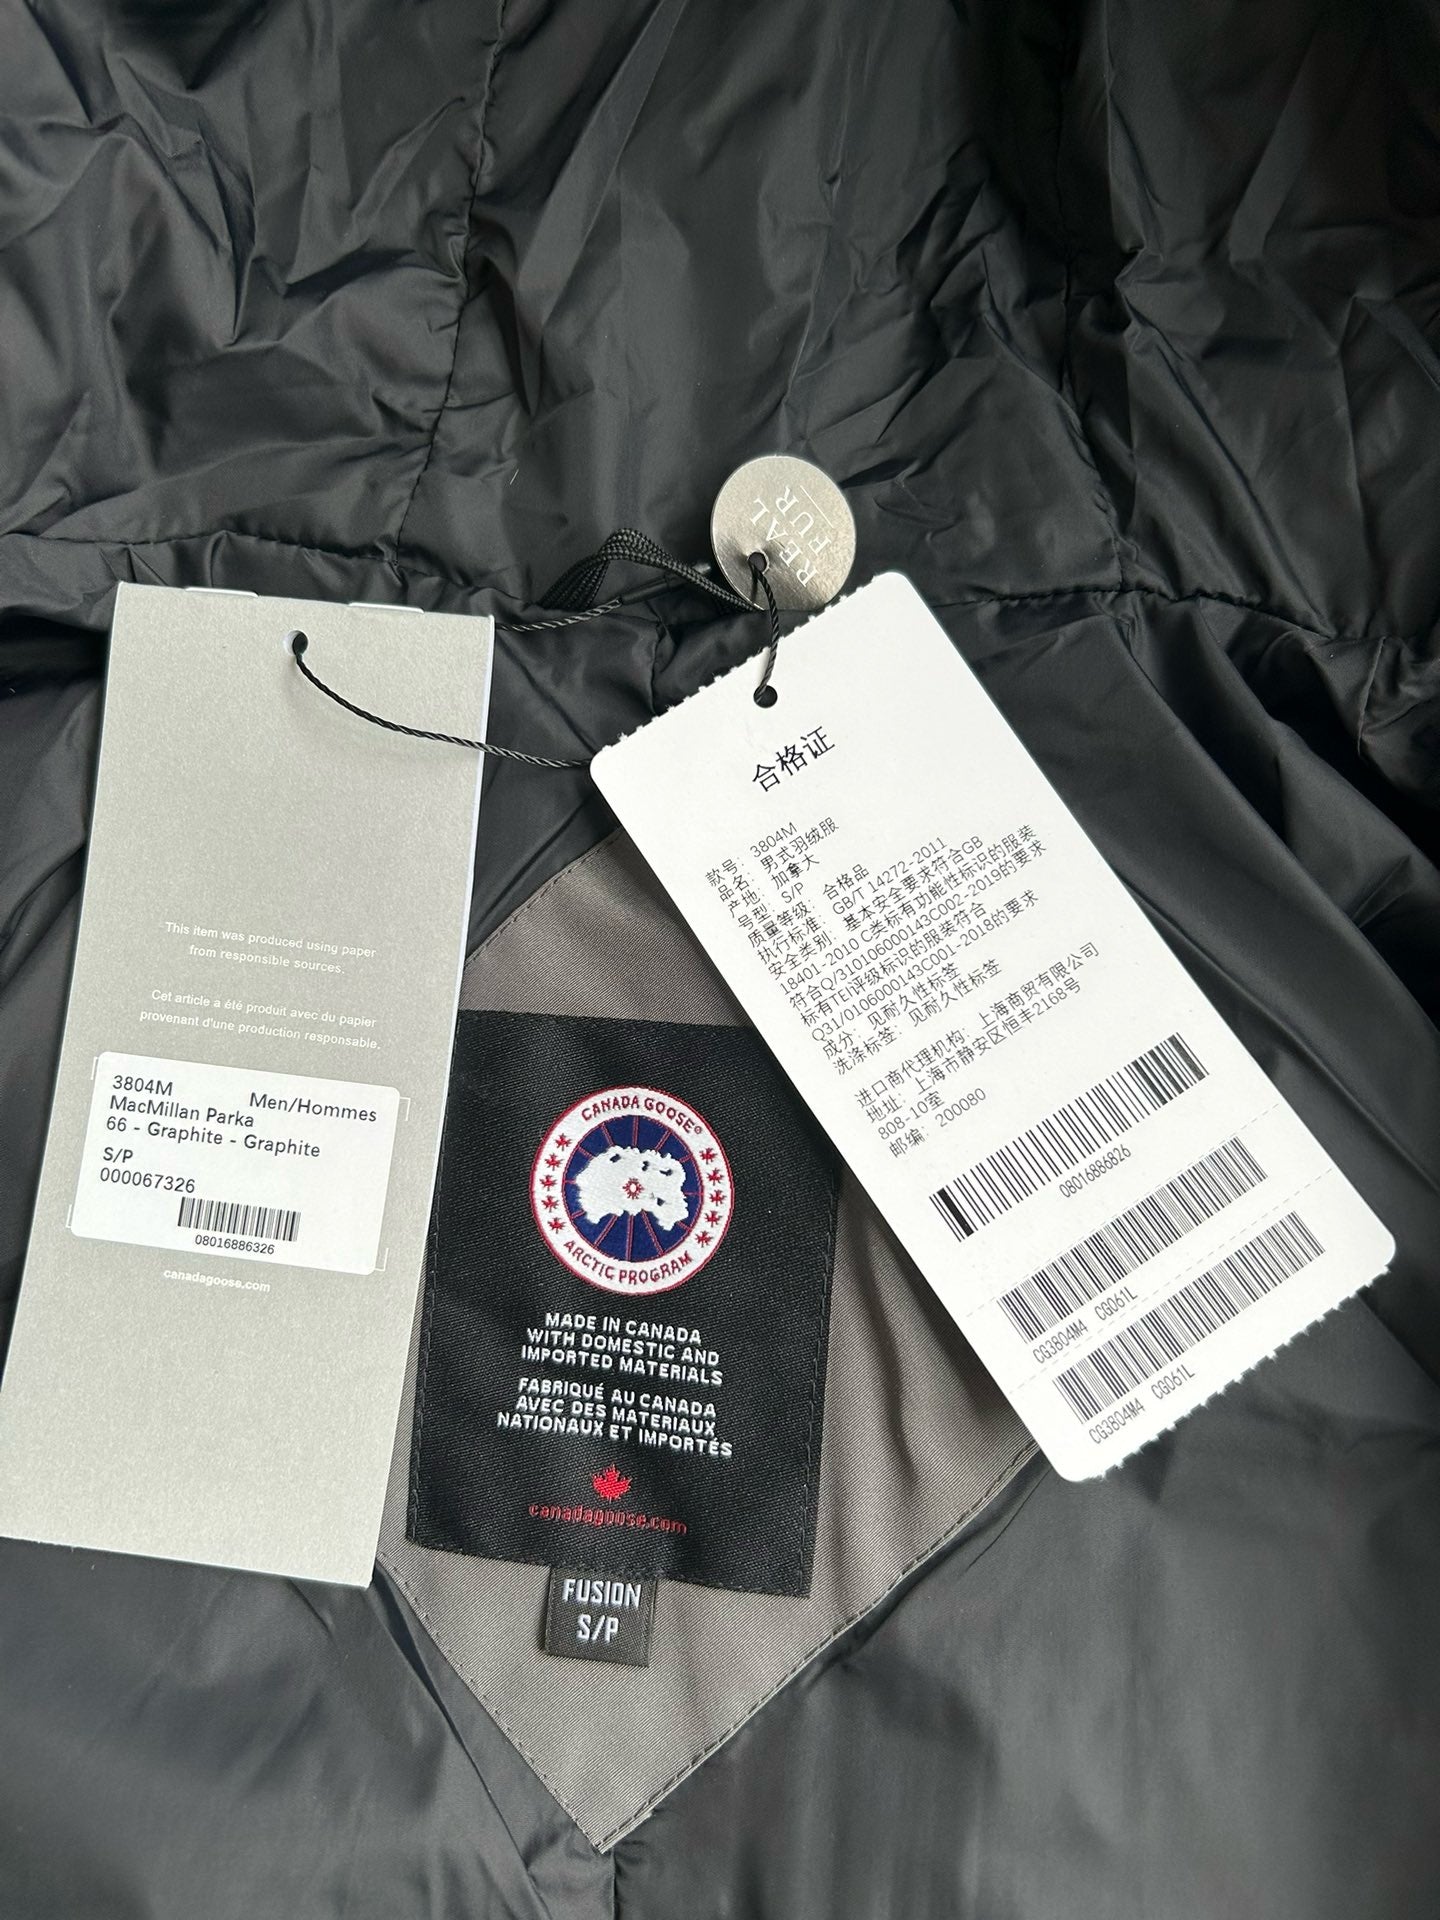 REAL
FUR
This item was produced using paper
from responsible sources.
Cet article a été produit avec du papier
provenant d'une production responsable.
3804M Men/Hommes
MacMillan Parka
66 - Graphite - Graphite
S/P
000067326
08016886326
canadagoose.com
CANADA GOOSE®
ARCTIC PROGRAM
MADE IN CANADA
WITH DOMESTIC AND
IMPORTED MATERIALS
FABRIQUÉ AU CANADA
AVEC DES MATERIAUX
NATIONAUX ET IMPORTÉS
canadagoose.com
FUSION
S/P
合格证
款号: 3804M
品名: 男式羽绒服
产地: 加拿大
号型: S/P
质量等级: 合格品
执行标准: GB/T 14272-2011
安全类别: 基本安全要求符合GB
18401-2010 C类标有功能性标识的服装
符合Q/310106000143C002-2019的要求
标有TEI评级标识的服装符合
Q31/0106000143C001-2018的要求
成分: 见耐久性标签
洗涤标签: 见耐久性标签
进口商代理机构: 上海商贸有限公司
地址: 上海市静安区恒丰2168号
808-10室
邮编: 200080
08016886826
CG3804M4 CG061L
CG3804M4 CG061L